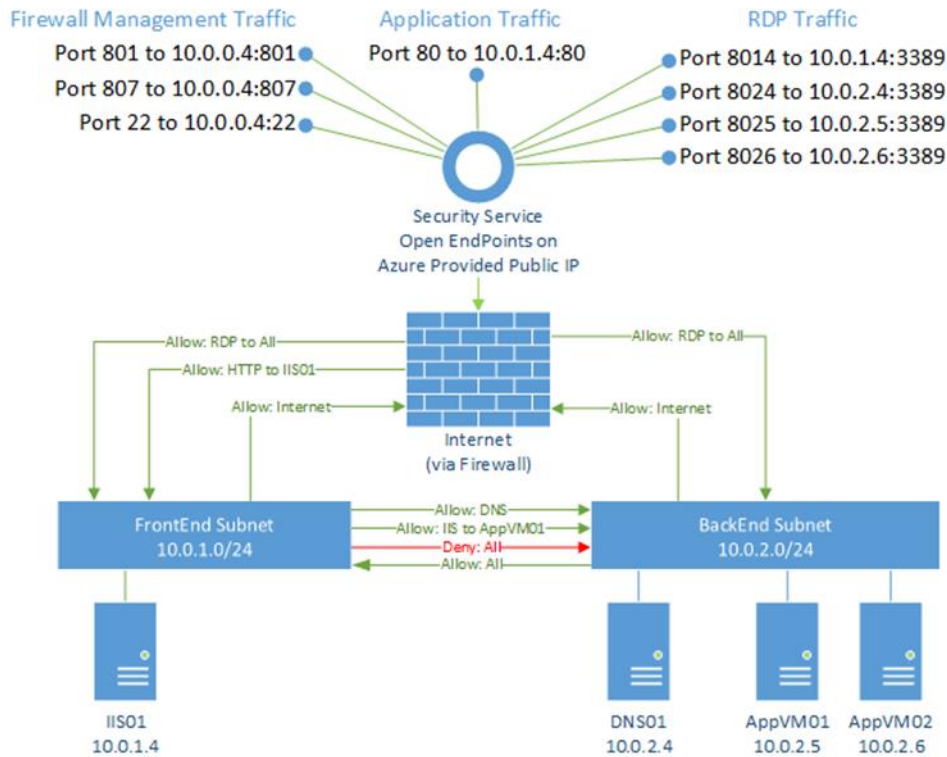 Firewall Management Traffic
Port 801 to 10.0.0.4:801
Port 807 to 10.0.0.4:807
Port 22 to 10.0.0.4:22
Application Traffic
Port 80 to 10.0.1.4:80
RDP Traffic
Port 8014 to 10.0.1.4:3389
Port 8024 to 10.0.2.4:3389
Port 8025 to 10.0.2.5:3389
Port 8026 to 10.0.2.6:3389
Security Service
Open EndPoints on
Azure Provided Public IP
Allow: RDP to All
Allow: HTTP to IIS01
Allow: Internet
Allow: RDP to All
Allow: Internet
Internet
(via Firewall)
FrontEnd Subnet
10.0.1.0/24
Allow: DNS
Allow: IIS to AppVM01
Deny: All
Allow: All
BackEnd Subnet
10.0.2.0/24
IIS01
10.0.1.4
DNS01
10.0.2.4
AppVM01
10.0.2.5
AppVM02
10.0.2.6